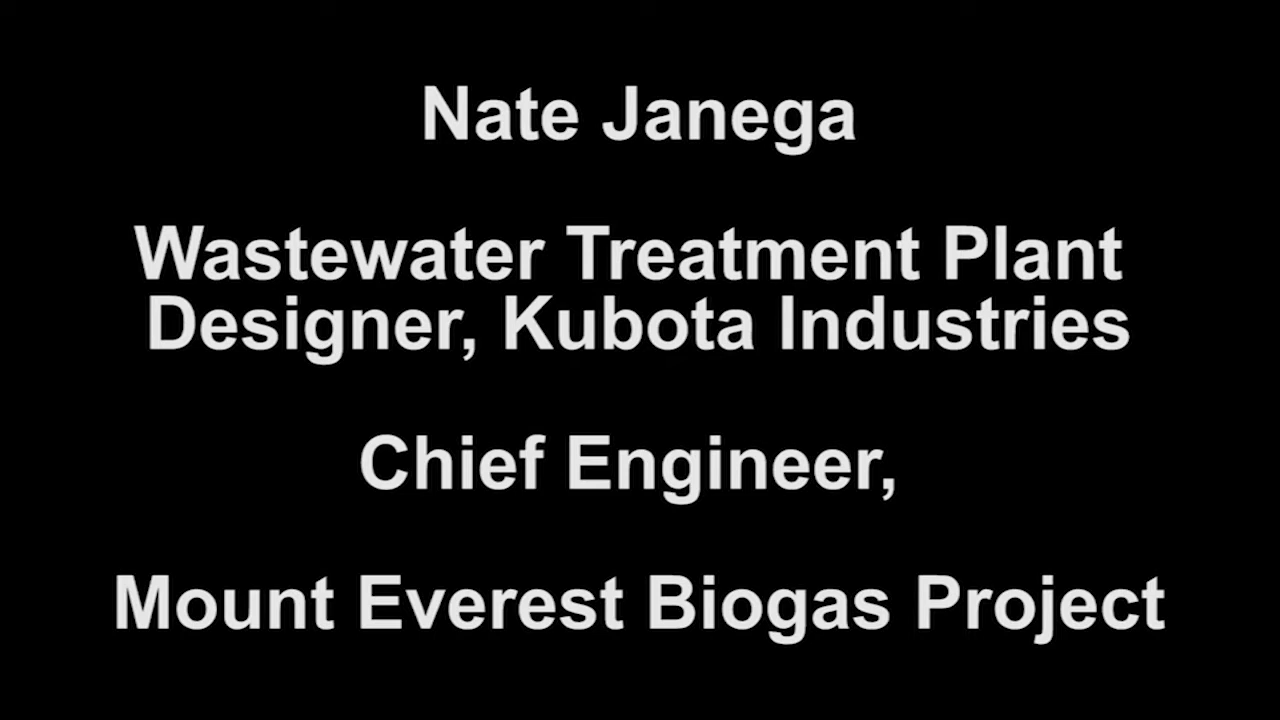 Nate Janega
Wastewater Treatment Plant
Designer, Kubota Industries
Chief Engineer,
Mount Everest Biogas Project